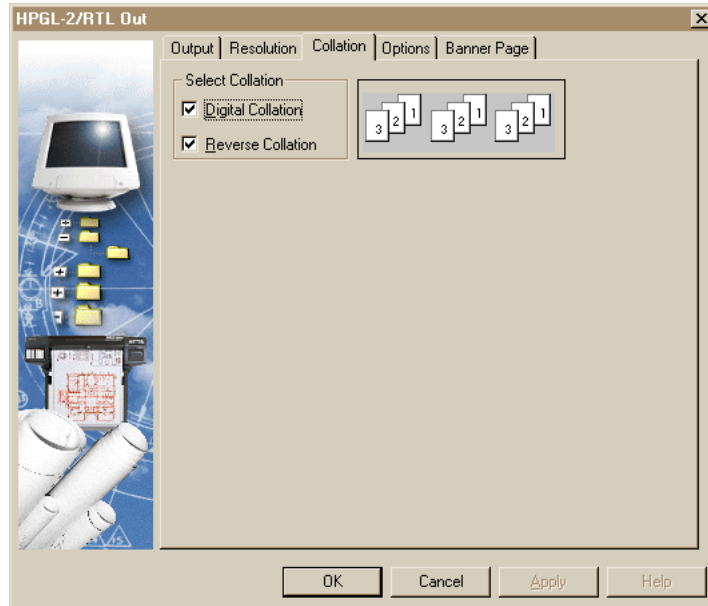 HPGL-2/RTL Out
Output Resolution Collation Options Banner Page
Select Collation
Digital Collation
Reverse Collation
3 2 1 3 2 1 3 2 1
OK Cancel Apply Help